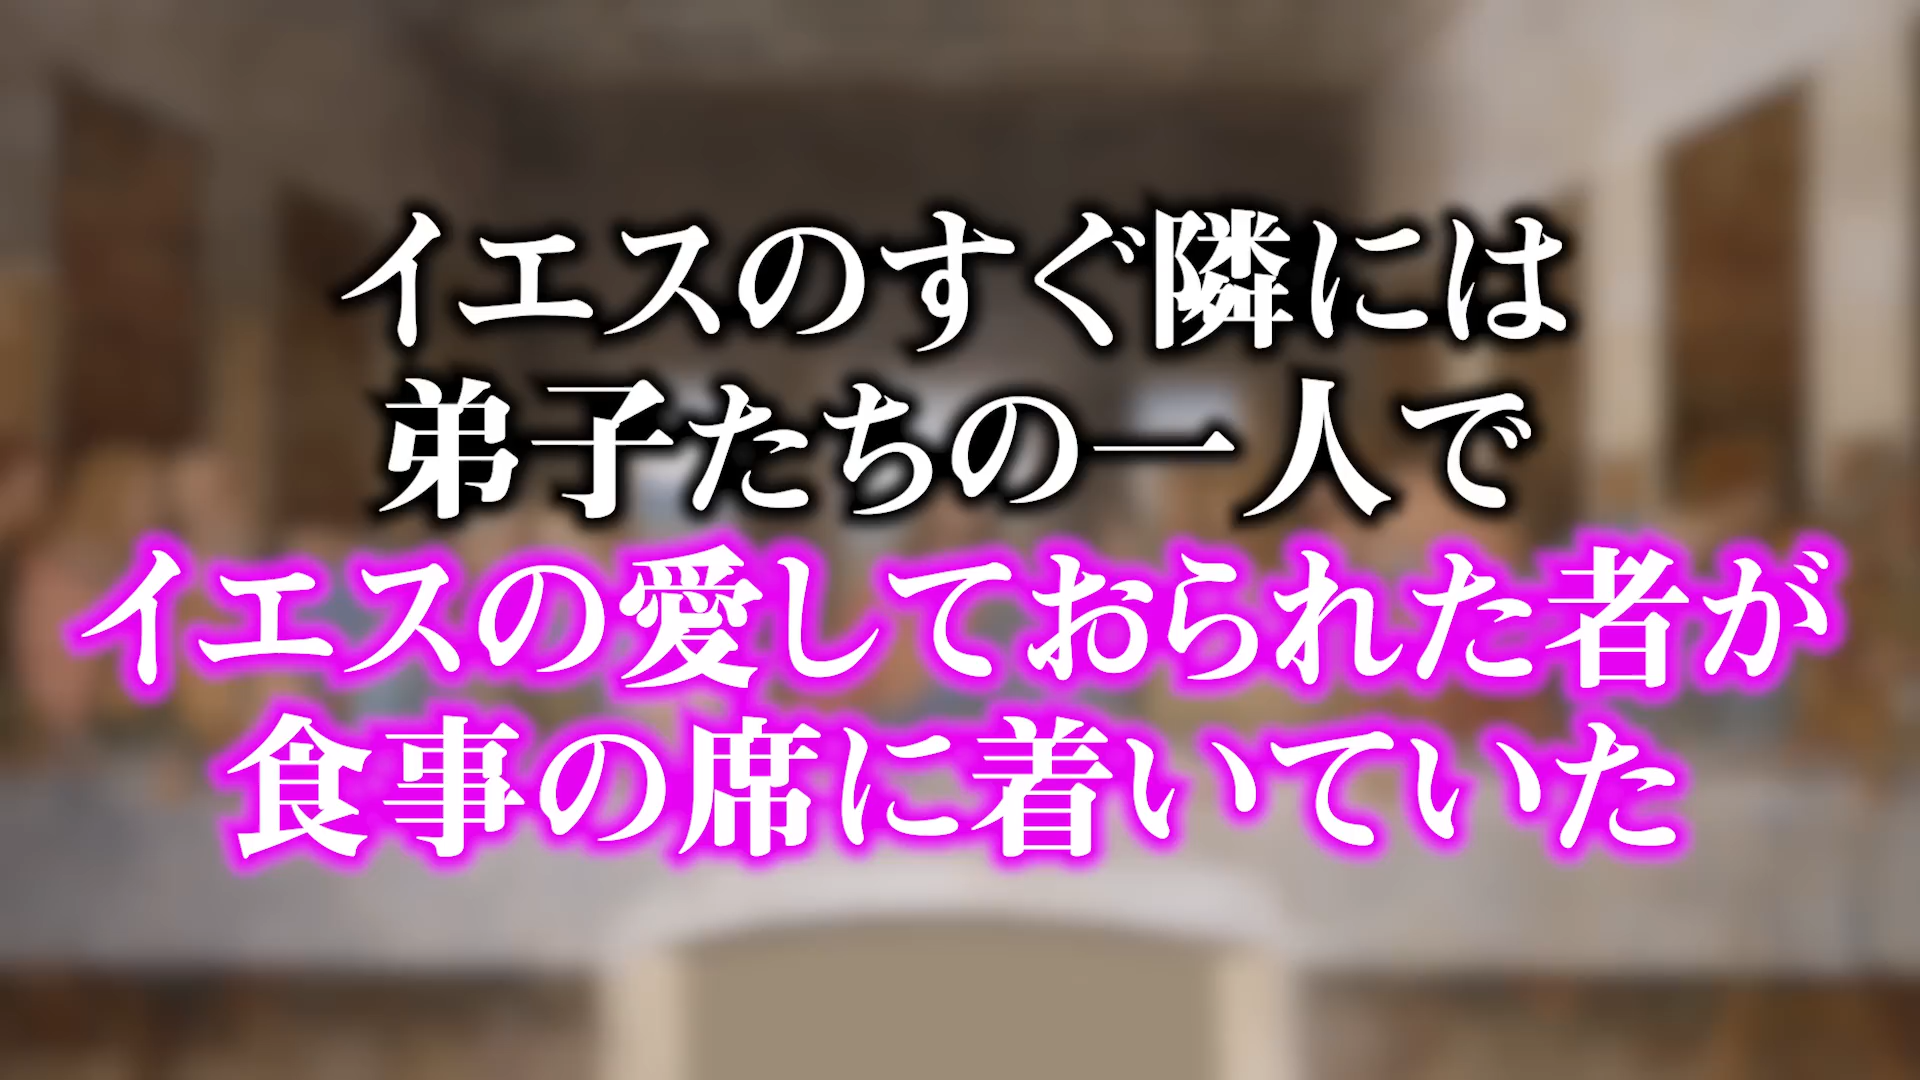 イエスのすぐ隣には
弟子たちの一人で
イエスの愛しておられた者が
食事の席に着いていた